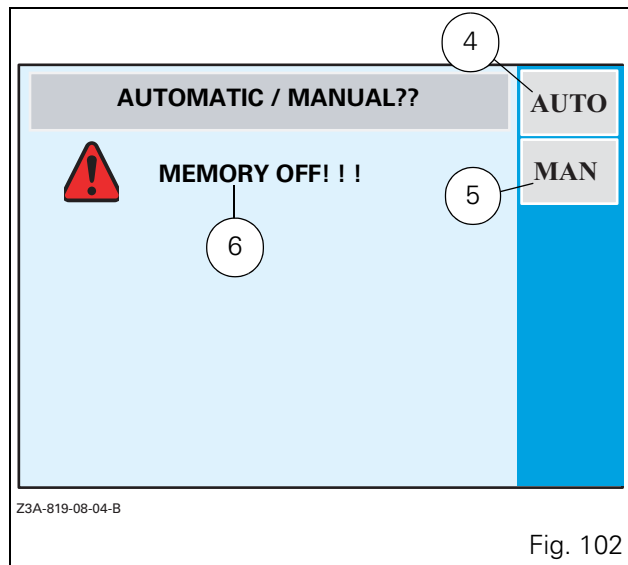 4
AUTOMATIC / MANUAL??
AUTO
MEMORY OFF! ! !
MAN
5
6
Z3A-819-08-04-B
Fig. 102